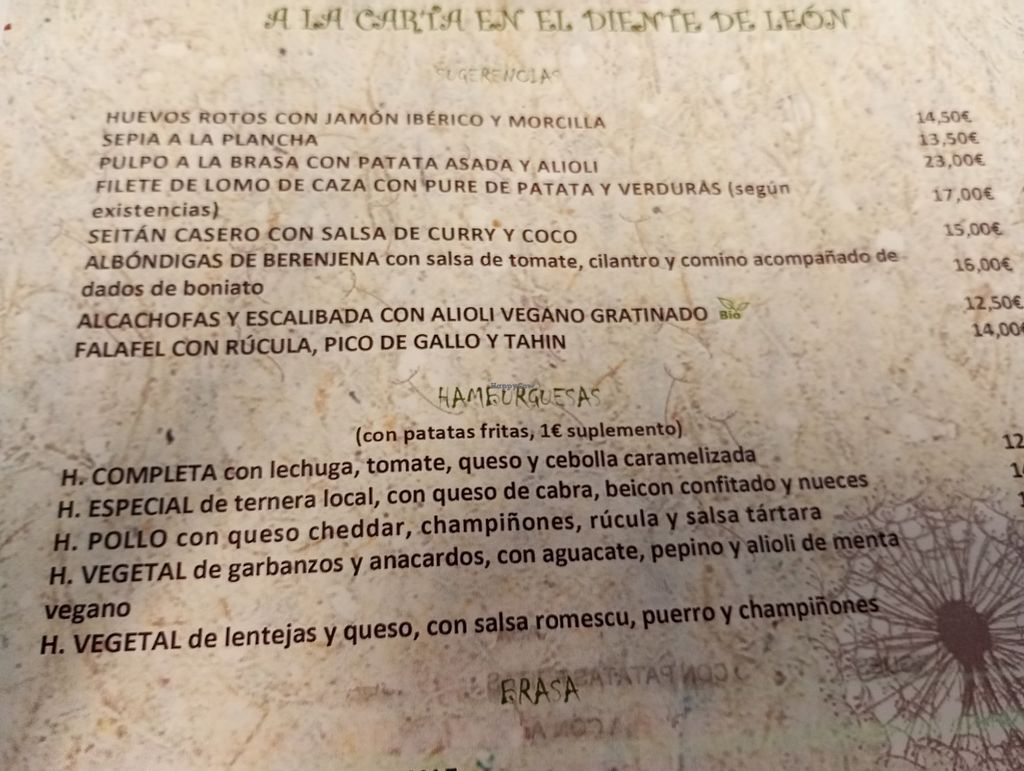 A LA CARTA EN EL DIENTE DE LEÓN
SUGERENCIAS
HUEVOS ROTOS CON JAMÓN IBÉRICO Y MORCILLA 14,50€
SEPIA A LA PLANCHA 13,50€
PULPO A LA BRASA CON PATATA ASADA Y ALIOLI 23,00€
FILETE DE LOMO DE CAZA CON PURE DE PATATA Y VERDURAS (según 17,00€
existencias)
SEITÁN CASERO CON SALSA DE CURRY Y COCO 15,00€
ALBÓNDIGAS DE BERENJENA con salsa de tomate, cilantro y comino acompañado de 16,00€
dados de boniato
ALCACHOFAS Y ESCALIBADA CON ALIOLI VEGANO GRATINADO Bio 12,50€
FALAFEL CON RÚCULA, PICO DE GALLO Y TAHIN 14,00€
HappyCow
HAMBURGUESAS
(con patatas fritas, 1€ suplemento)
H. COMPLETA con lechuga, tomate, queso y cebolla caramelizada 12
H. ESPECIAL de ternera local, con queso de cabra, beicon confitado y nueces
H. POLLO con queso cheddar, champiñones, rúcula y salsa tártara
H. VEGETAL de garbanzos y anacardos, con aguacate, pepino y alioli de menta
vegano
H. VEGETAL de lentejas y queso, con salsa romescu, puerro y champiñones
BRASA